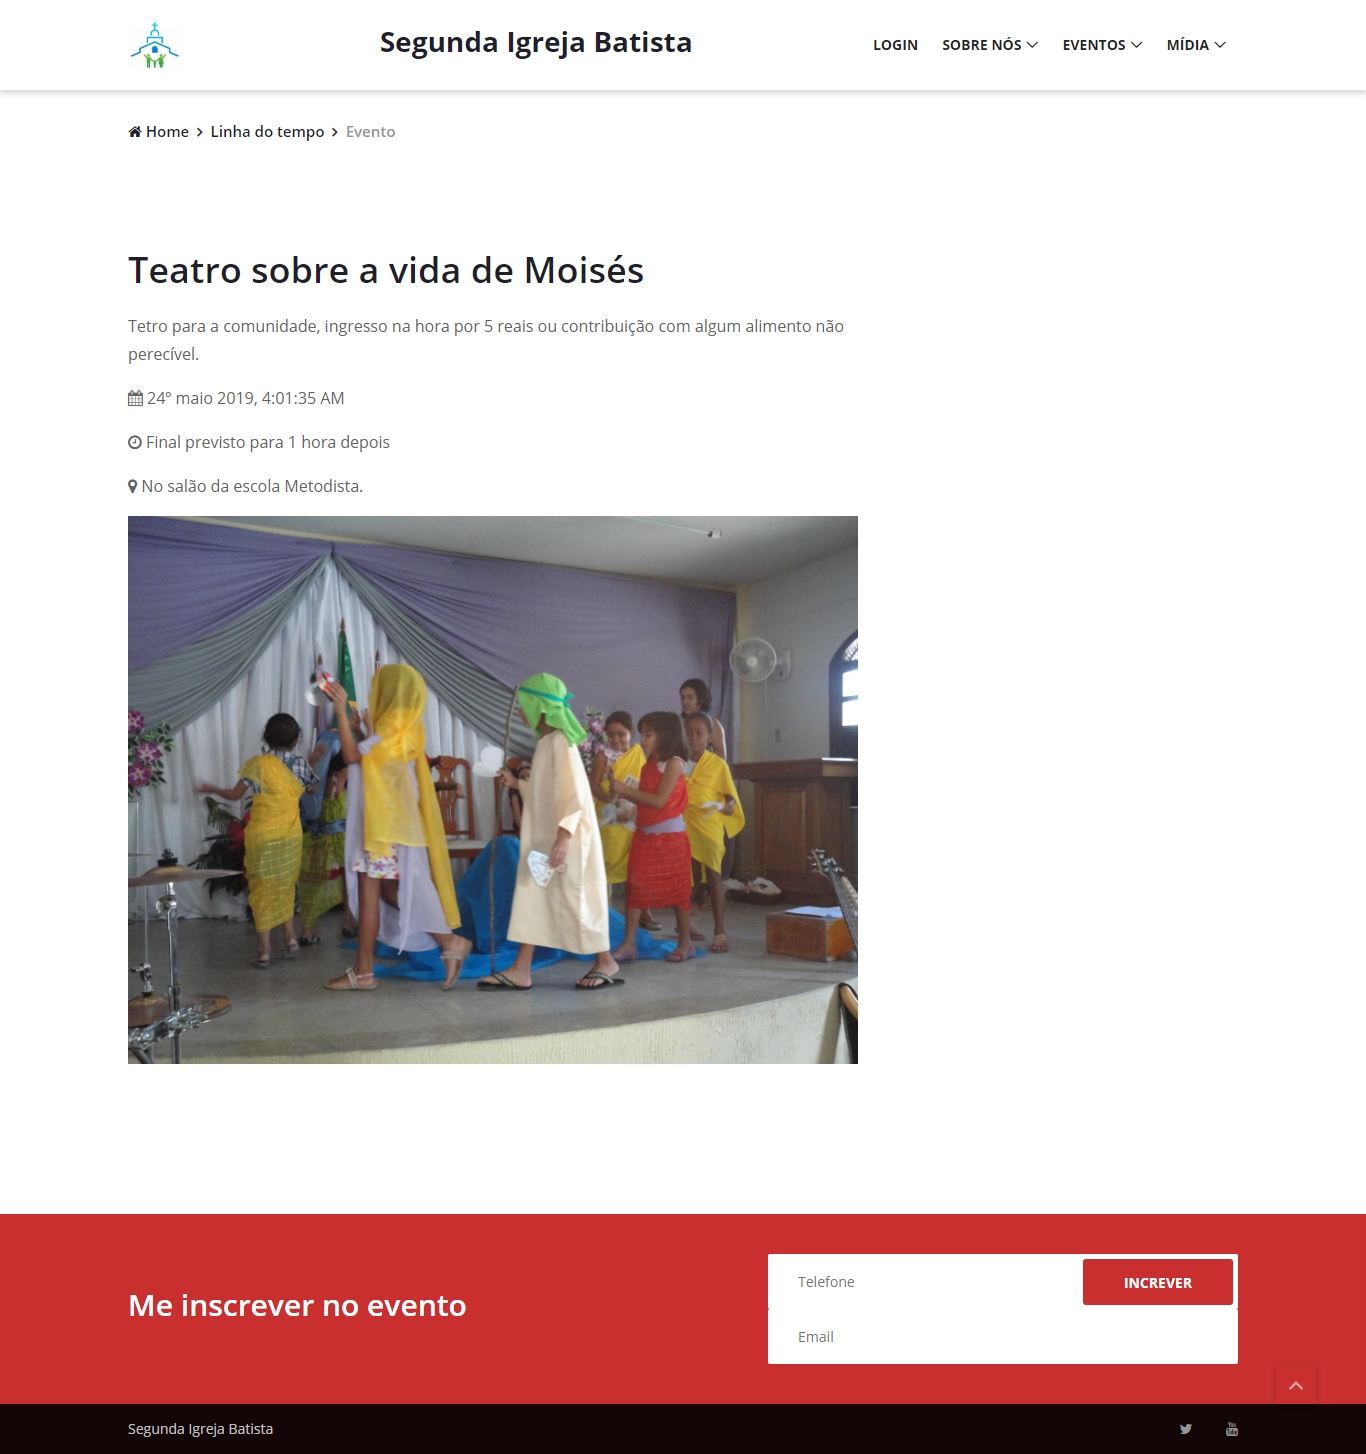 Segunda Igreja Batista
LOGIN SOBRE NÓS EVENTOS MÍDIA
Home Linha do tempo Evento
Teatro sobre a vida de Moisés
Tetro para a comunidade, ingresso na hora por 5 reais ou contribuição com algum alimento não
perecível.
24º maio 2019, 4:01:35 AM
Final previsto para 1 hora depois
No salão da escola Metodista.
Me inscrever no evento
Telefone
INCREVER
Email
Segunda Igreja Batista